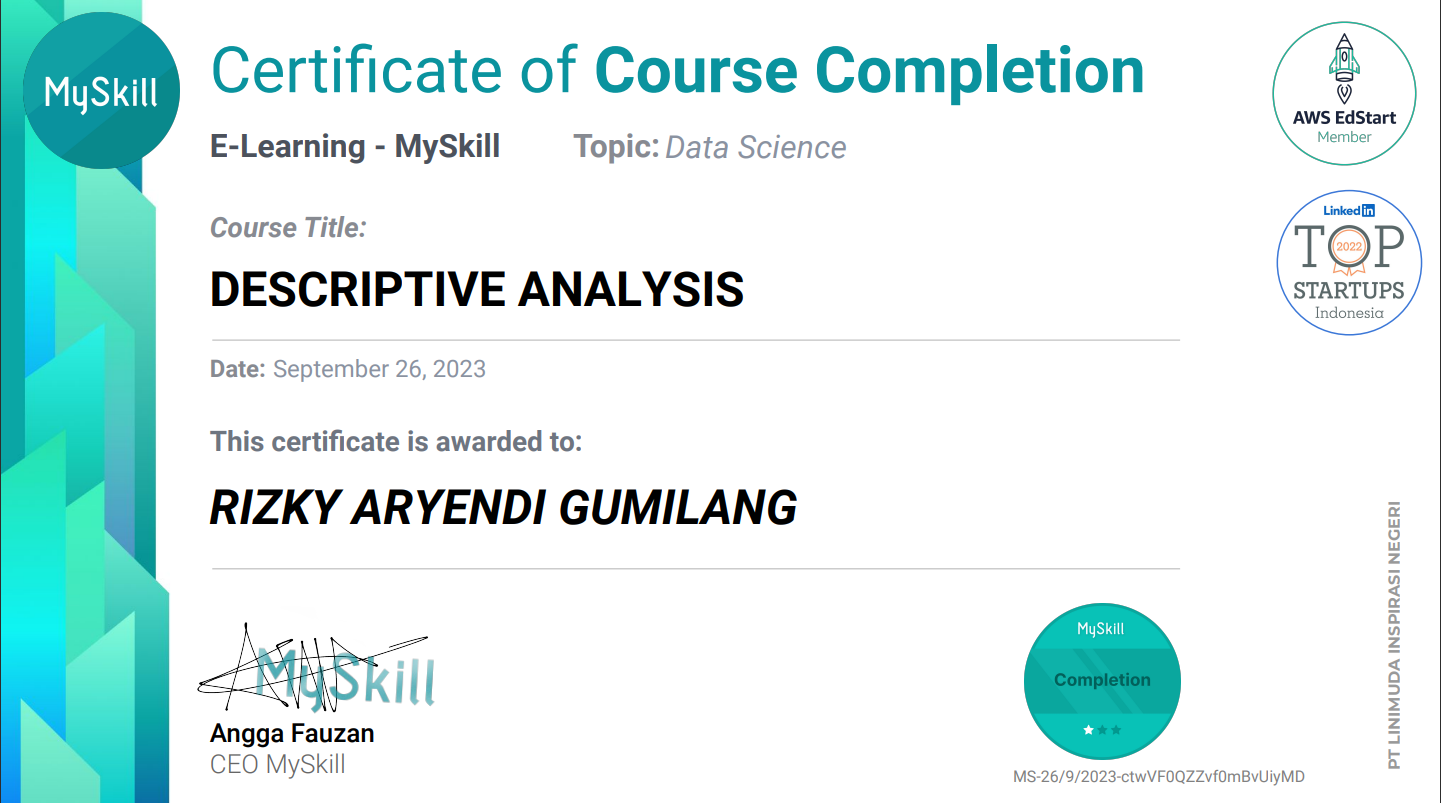 MySkill
Certificate of Course Completion
E-Learning - MySkill Topic: Data Science
Course Title:
DESCRIPTIVE ANALYSIS
Date: September 26, 2023
This certificate is awarded to:
RIZKY ARYENDI GUMILANG
MySkill
Angga Fauzan
CEO MySkill
MySkill
Completion
MS-26/9/2023-ctwVF0QZZvf0mBvUiyMD
AWS EdStart
Member
Linked in
TOP
2022
STARTUPS
Indonesia
PT LINIMUDA INSPIRASI NEGERI